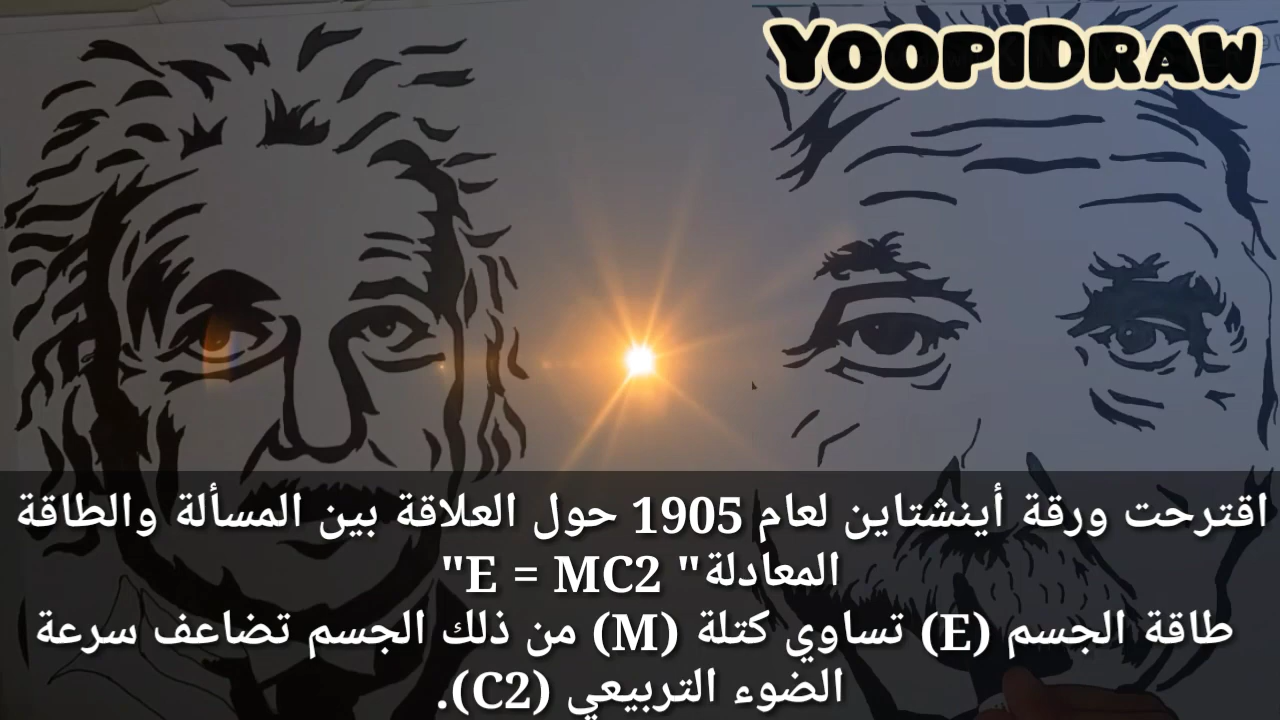 YOOPIDRAW
اقترحت ورقة أينشتاين لعام 1905 حول العلاقة بين المسألة والطاقة
المعادلة" E = MC2"
طاقة الجسم (E) تساوي كتلة (M) من ذلك الجسم تضاعف سرعة
الضوء التربيعي (C2).